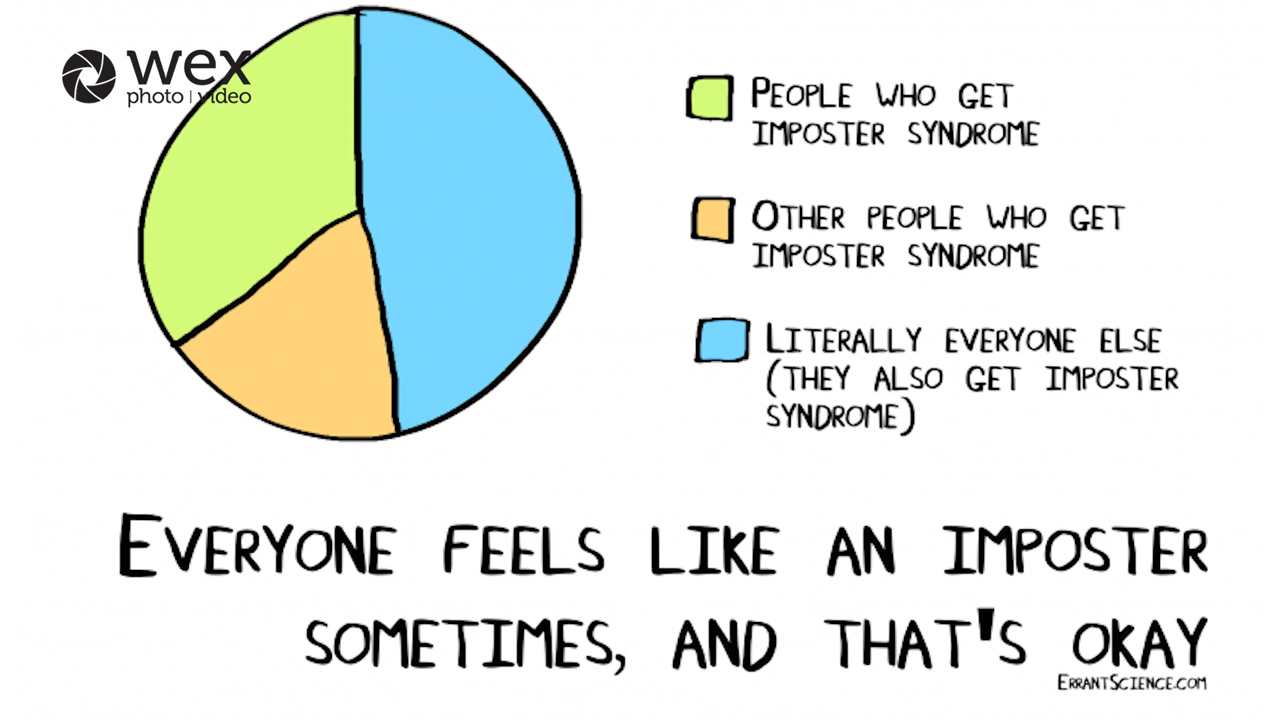 wex
photo | video
PEOPLE WHO GET
IMPOSTER SYNDROME
OTHER PEOPLE WHO GET
IMPOSTER SYNDROME
LITERALLY EVERYONE ELSE
(THEY ALSO GET IMPOSTER
SYNDROME)
EVERYONE FEELS LIKE AN IMPOSTER
SOMETIMES, AND THAT'S OKAY
ERRANTSCIENCE.COM